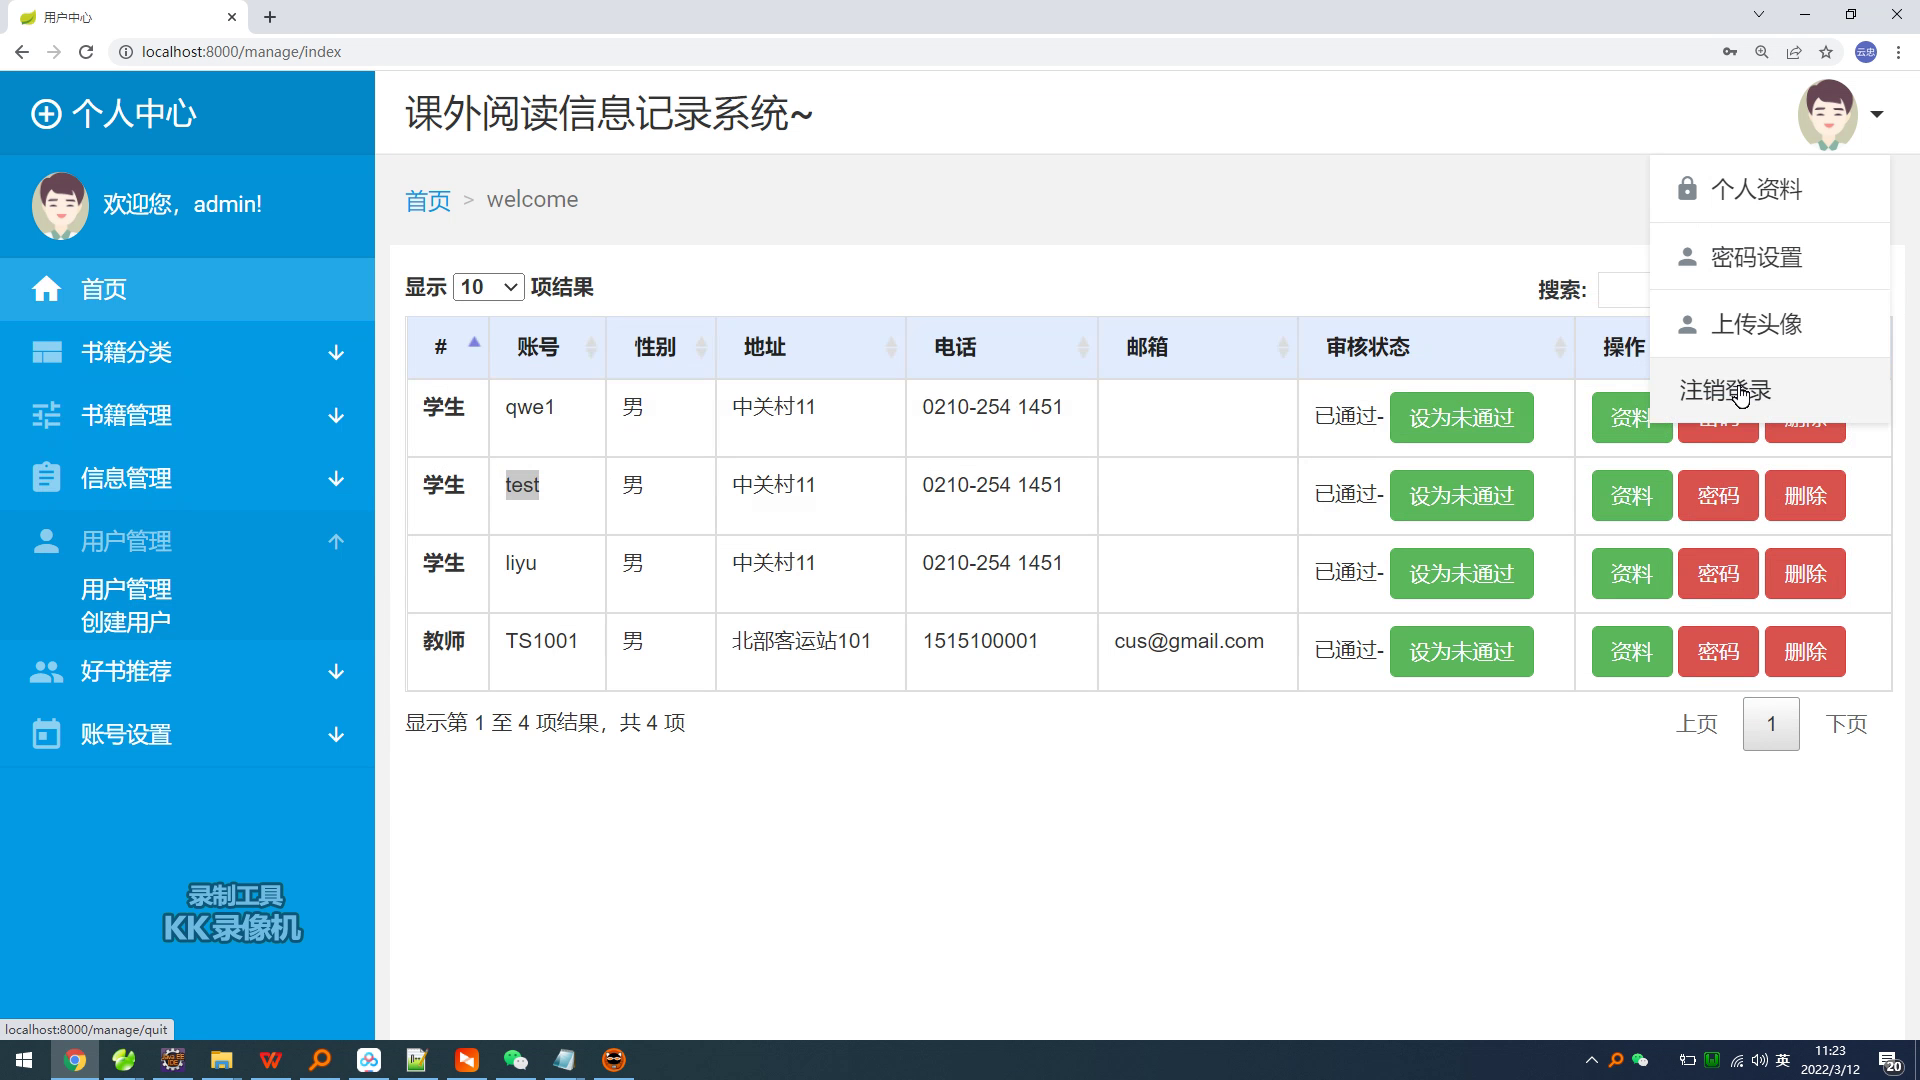 用户中心
localhost:8000/manage/index
云忠
个人中心
课外阅读信息记录系统~
欢迎您，admin!
首页 > welcome
个人资料
密码设置
上传头像
注销登录
首页
书籍分类
书籍管理
信息管理
用户管理
用户管理
创建用户
好书推荐
账号设置
显示 10 项结果
搜索:
# 账号 性别 地址 电话 邮箱 审核状态 操作
学生 qwe1 男 中关村11 0210-254 1451 已通过- 设为未通过 资料 密码 删除
学生 test 男 中关村11 0210-254 1451 已通过- 设为未通过 资料 密码 删除
学生 liyu 男 中关村11 0210-254 1451 已通过- 设为未通过 资料 密码 删除
教师 TS1001 男 北部客运站101 1515100001 cus@gmail.com 已通过- 设为未通过 资料 密码 删除
显示第 1 至 4 项结果，共 4 项
上页 1 下页
录制工具
KK录像机
localhost:8000/manage/quit
英
11:23
2022/3/12
20